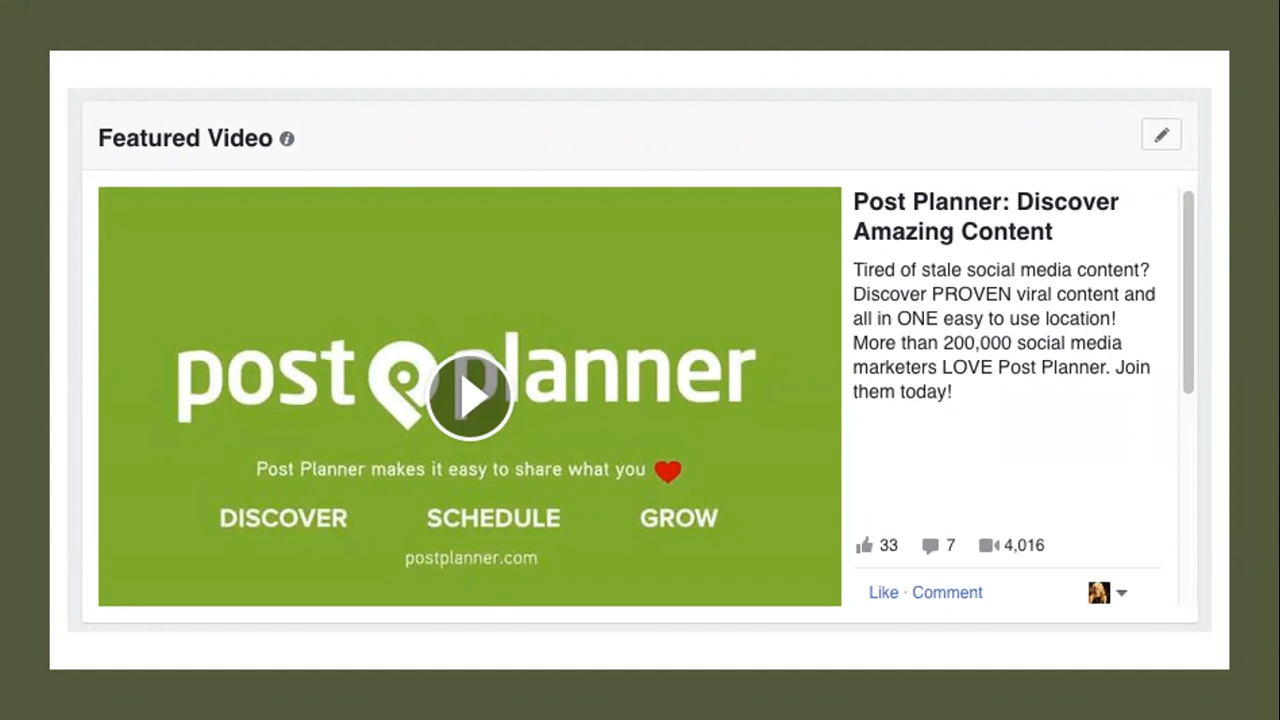 Featured Video
post planner
Post Planner makes it easy to share what you
DISCOVER SCHEDULE GROW
postplanner.com
Post Planner: Discover
Amazing Content
Tired of stale social media content?
Discover PROVEN viral content and
all in ONE easy to use location!
More than 200,000 social media
marketers LOVE Post Planner. Join
them today!
33 7 4,016
Like · Comment